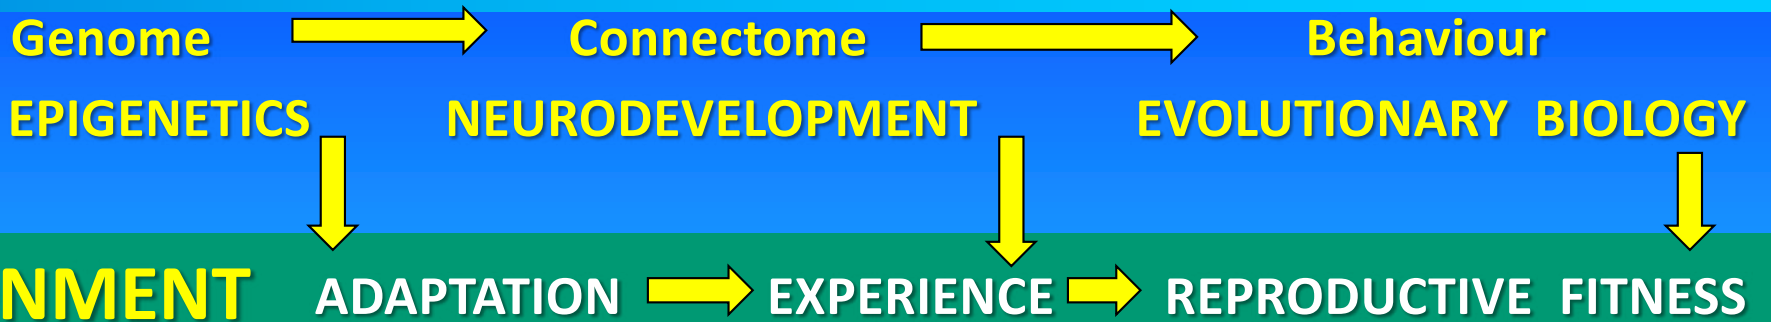 Genome Connectome Behaviour
EPIGENETICS NEURODEVELOPMENT EVOLUTIONARY BIOLOGY
NMENT ADAPTATION EXPERIENCE REPRODUCTIVE FITNESS